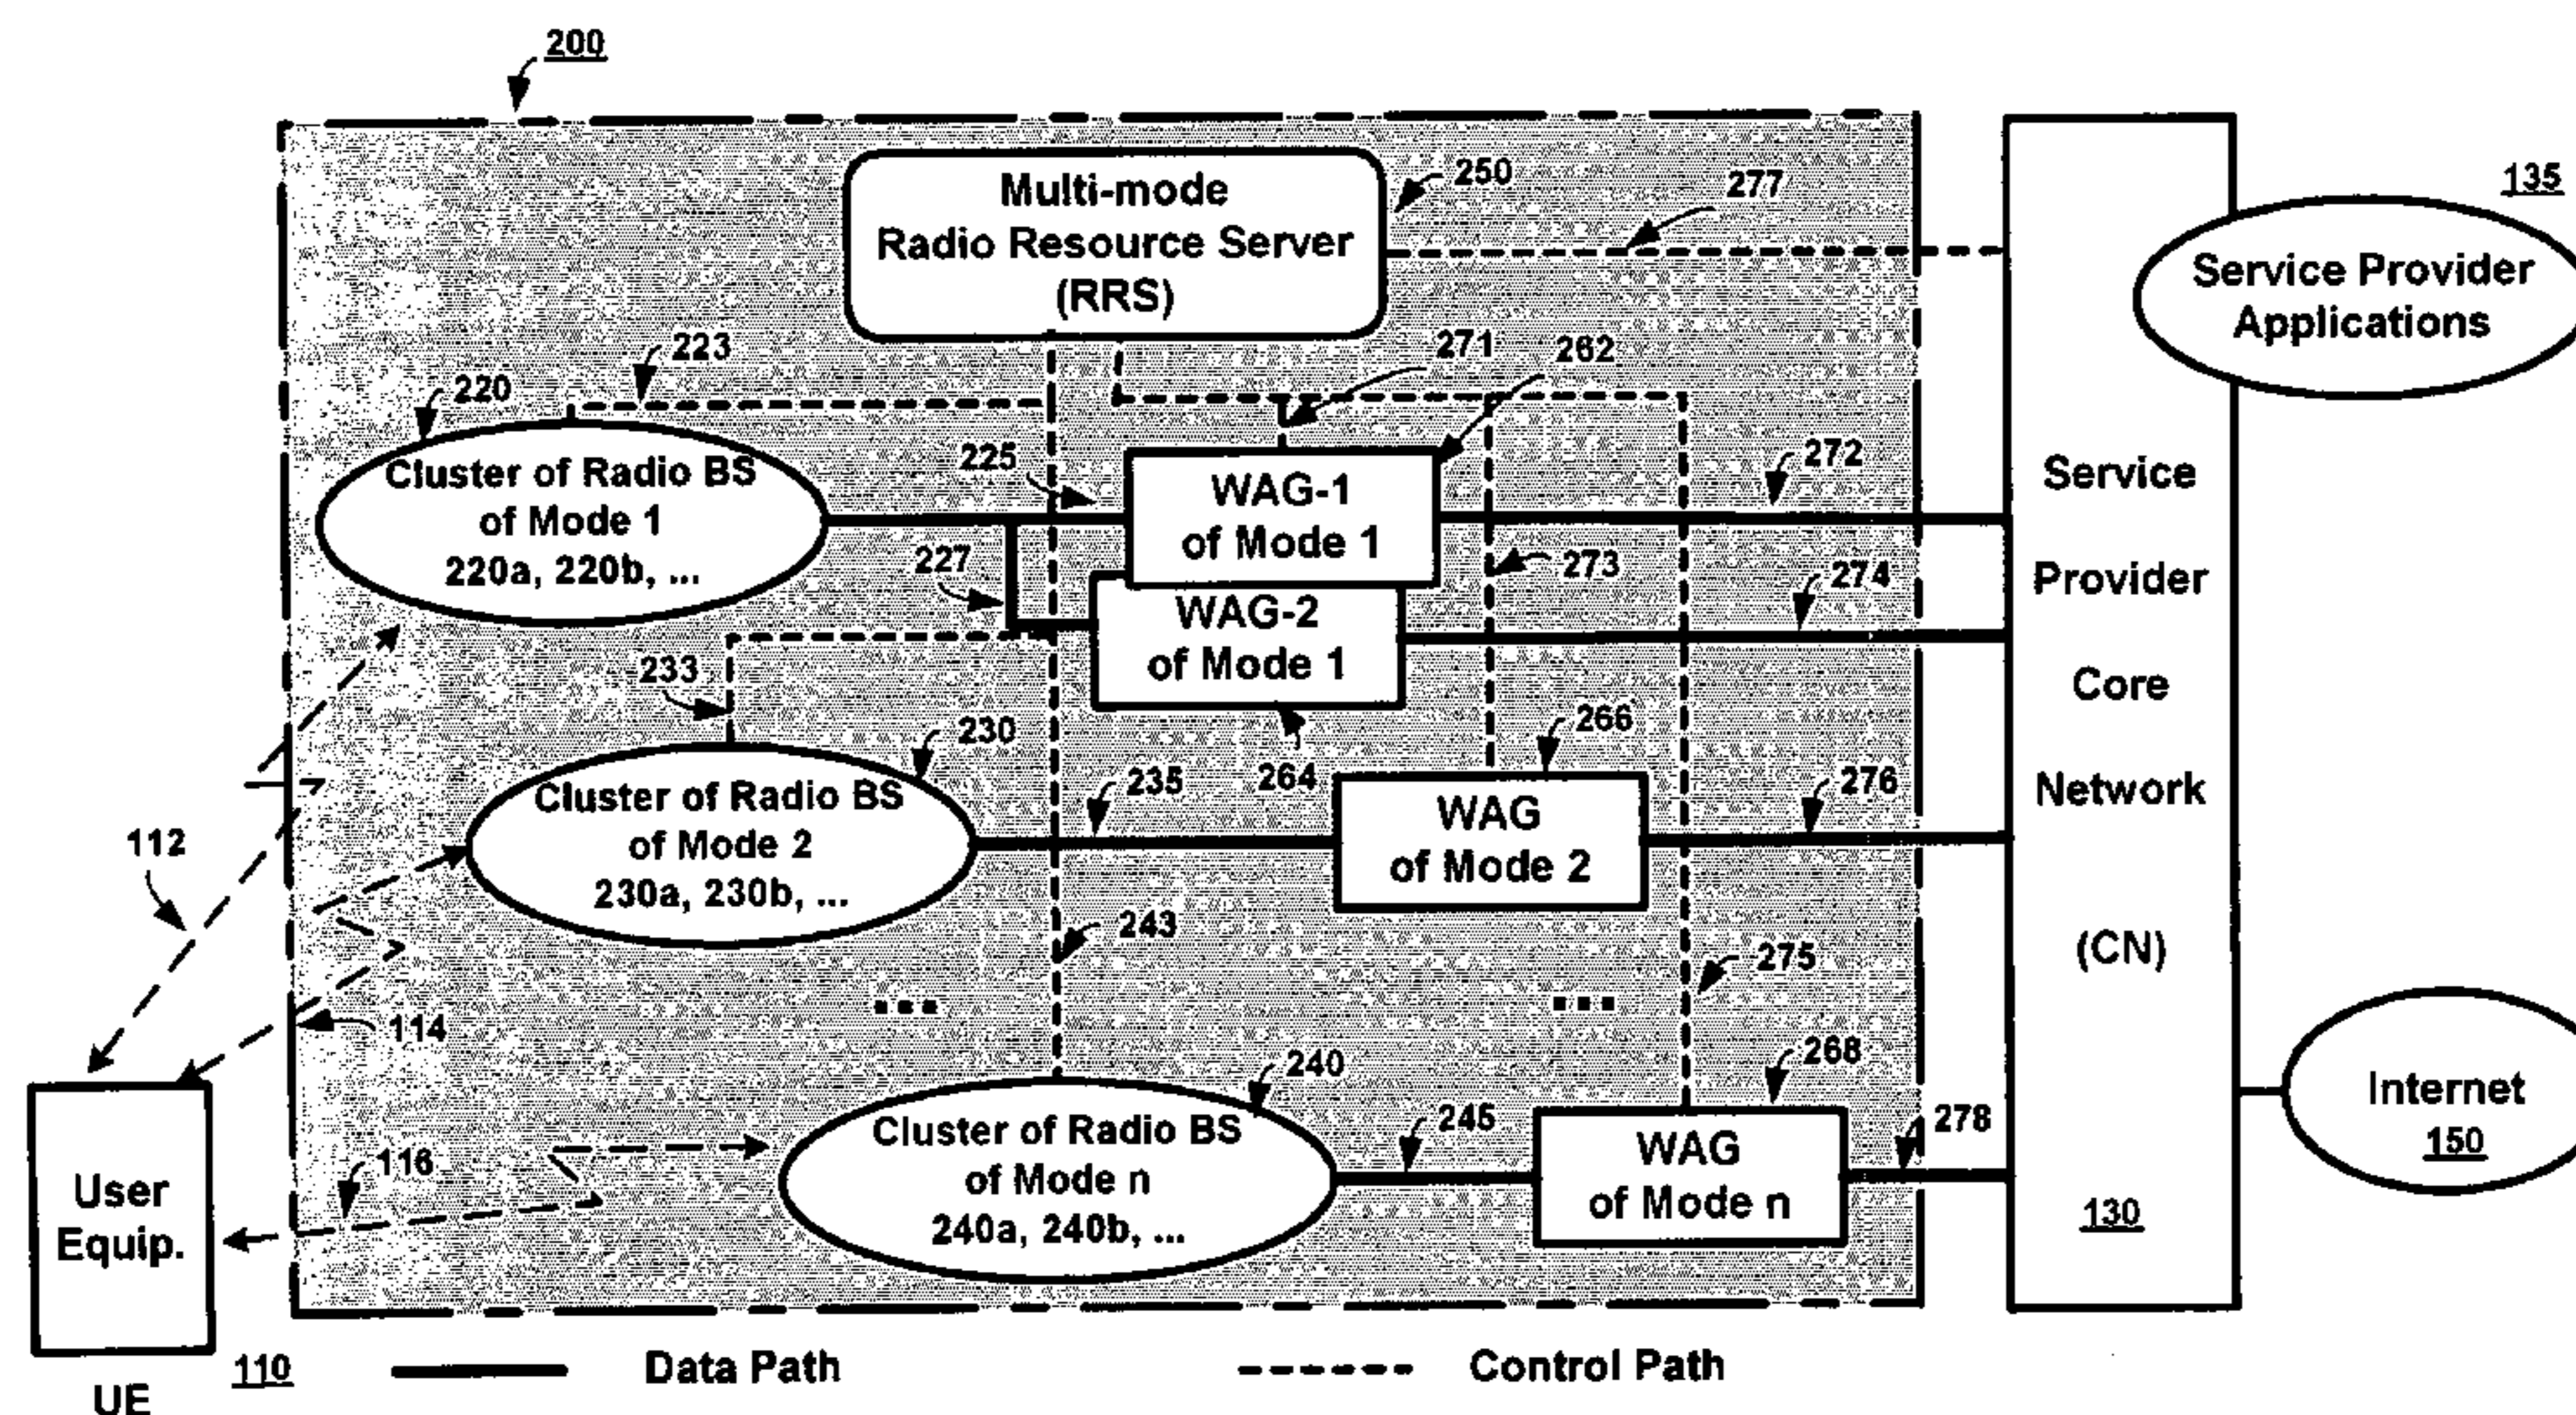 200
Multi-mode
Radio Resource Server
(RRS)
250
277
135
Service Provider
Applications
223
271
262
220
Cluster of Radio BS
of Mode 1
220a, 220b, ...
225
227
WAG-1
of Mode 1
WAG-2
of Mode 1
272
273
274
Service
Provider
Core
Network
(CN)
130
233
230
264
266
Cluster of Radio BS
of Mode 2
230a, 230b, ...
235
WAG
of Mode 2
276
112
243
275
114
...
...
240
268
Cluster of Radio BS
of Mode n
240a, 240b, ...
245
WAG
of Mode n
278
Internet
150
116
User
Equip.
110
UE
Data Path
Control Path